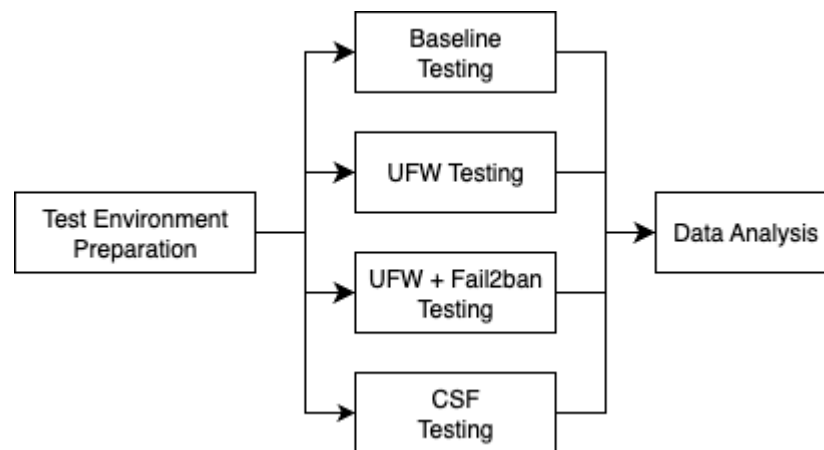 Baseline
Testing
UFW Testing
Test Environment
Preparation
UFW + Fail2ban
Testing
Data Analysis
CSF
Testing